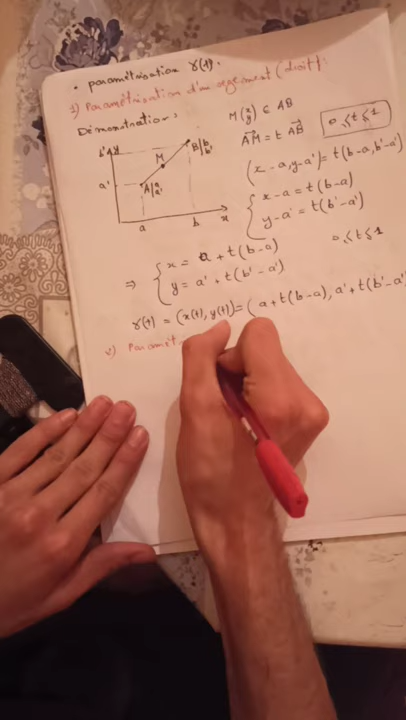 • paramétrisation γ(t).
1) Paramétrisation d'un segment (droit):
Démonstration:
M(x y) ∈ AB
AM = t AB
0 ≤ t ≤ 1
(x-a, y-a') = t(b-a, b'-a')
{ x-a = t(b-a)
y-a' = t(b'-a')
b' y
B | b b'
M
a'
A | a a'
a b x
⇒ { x = a + t(b-a)
y = a' + t(b'-a')
0 ≤ t ≤ 1
γ(t) = (x(t), y(t)) = (a + t(b-a), a' + t(b'-a'
2) Paramét